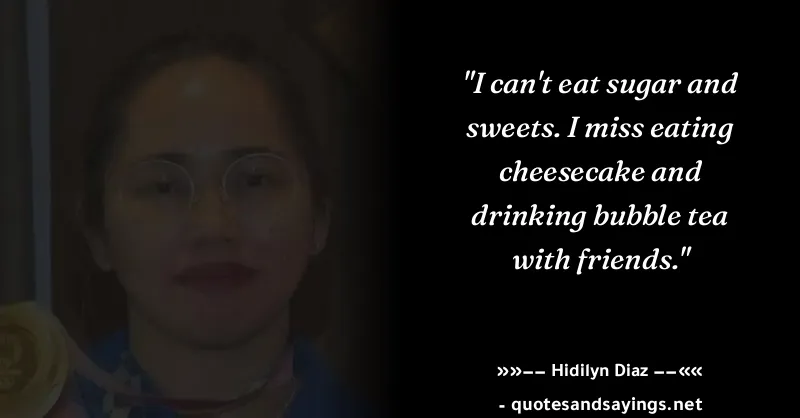 "I can't eat sugar and
sweets. I miss eating
cheesecake and
drinking bubble tea
with friends."
»»−− Hidilyn Diaz −−««
- quotesandsayings.net